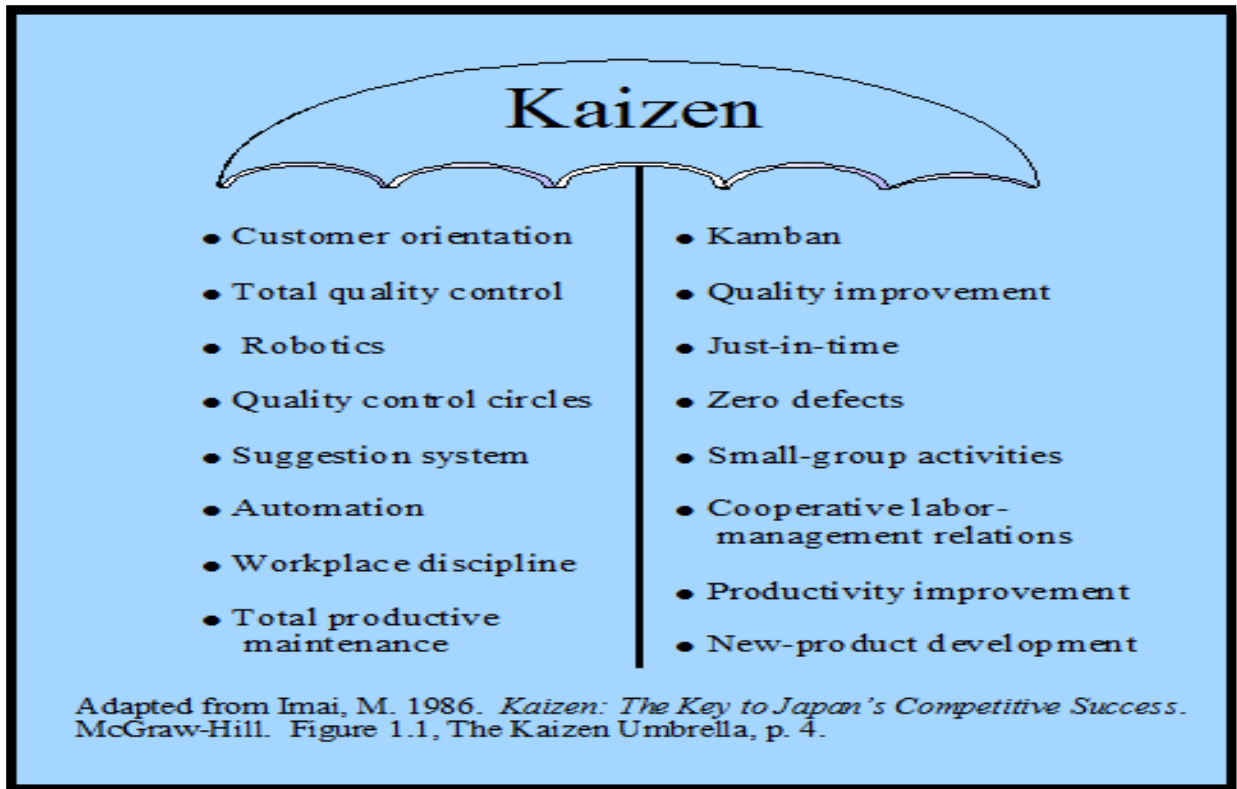 Kaizen
• Customer orientation
• Total quality control
• Robotics
• Quality control circles
• Suggestion system
• Automation
• Workplace discipline
• Total productive
maintenance
• Kamban
• Quality improvement
• Just-in-time
• Zero defects
• Small-group activities
• Cooperative labor-
management relations
• Productivity improvement
• New-product development
Adapted from Imai, M. 1986. Kaizen: The Key to Japan's Competitive Success.
McGraw-Hill. Figure 1.1, The Kaizen Umbrella, p. 4.